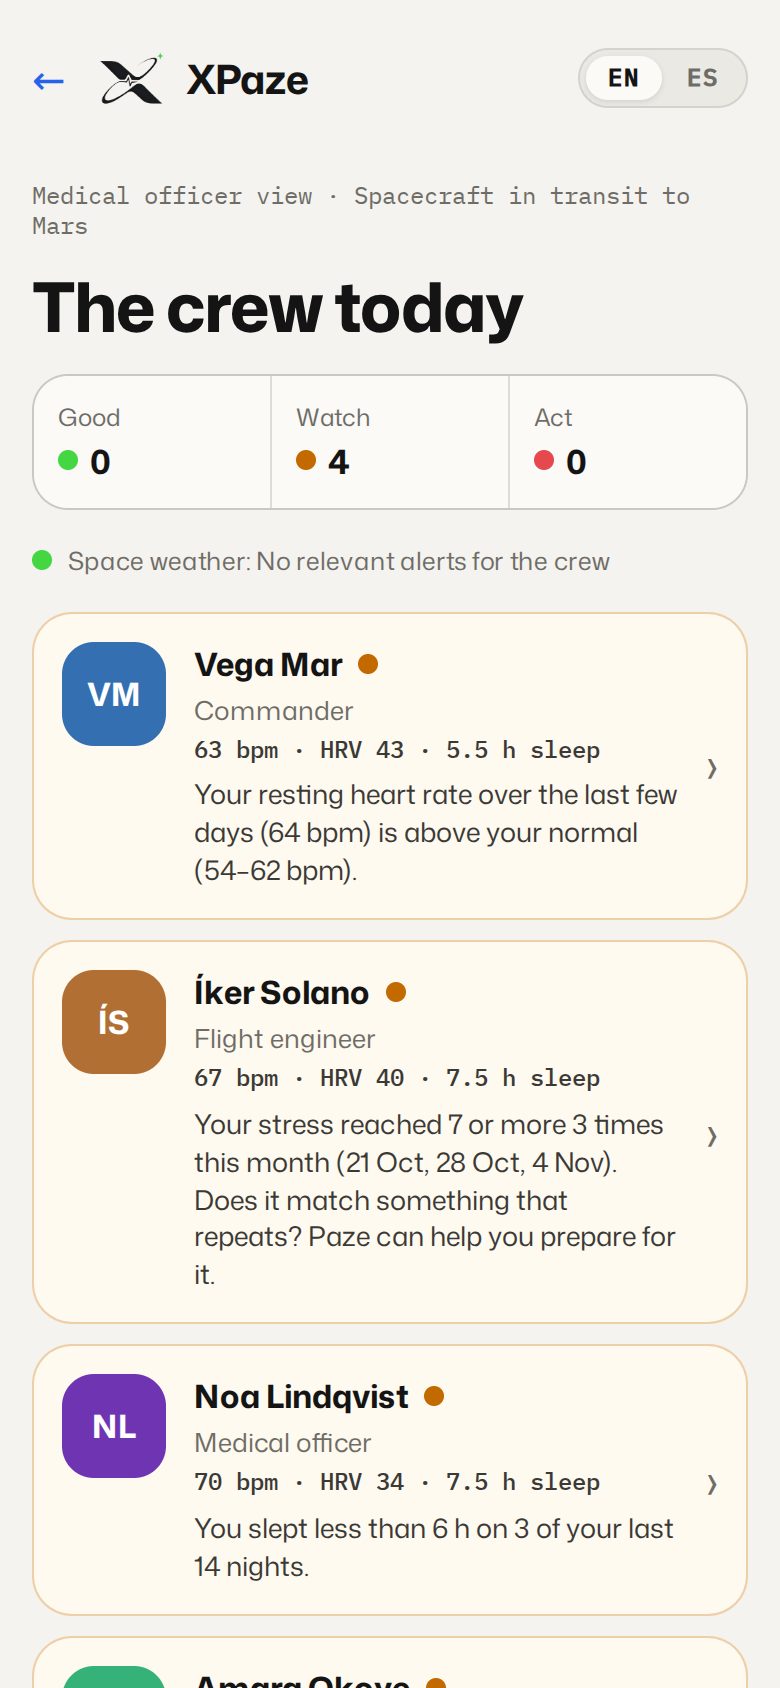 ← XPaze
EN ES
Medical officer view · Spacecraft in transit to
Mars
The crew today
Good
0
Watch
4
Act
0
Space weather: No relevant alerts for the crew
VM
Vega Mar
Commander
63 bpm · HRV 43 · 5.5 h sleep
Your resting heart rate over the last few
days (64 bpm) is above your normal
(54–62 bpm).
›
ÍS
Íker Solano
Flight engineer
67 bpm · HRV 40 · 7.5 h sleep
Your stress reached 7 or more 3 times
this month (21 Oct, 28 Oct, 4 Nov).
Does it match something that
repeats? Paze can help you prepare for
it.
›
NL
Noa Lindqvist
Medical officer
70 bpm · HRV 34 · 7.5 h sleep
You slept less than 6 h on 3 of your last
14 nights.
›
Amara Okoye